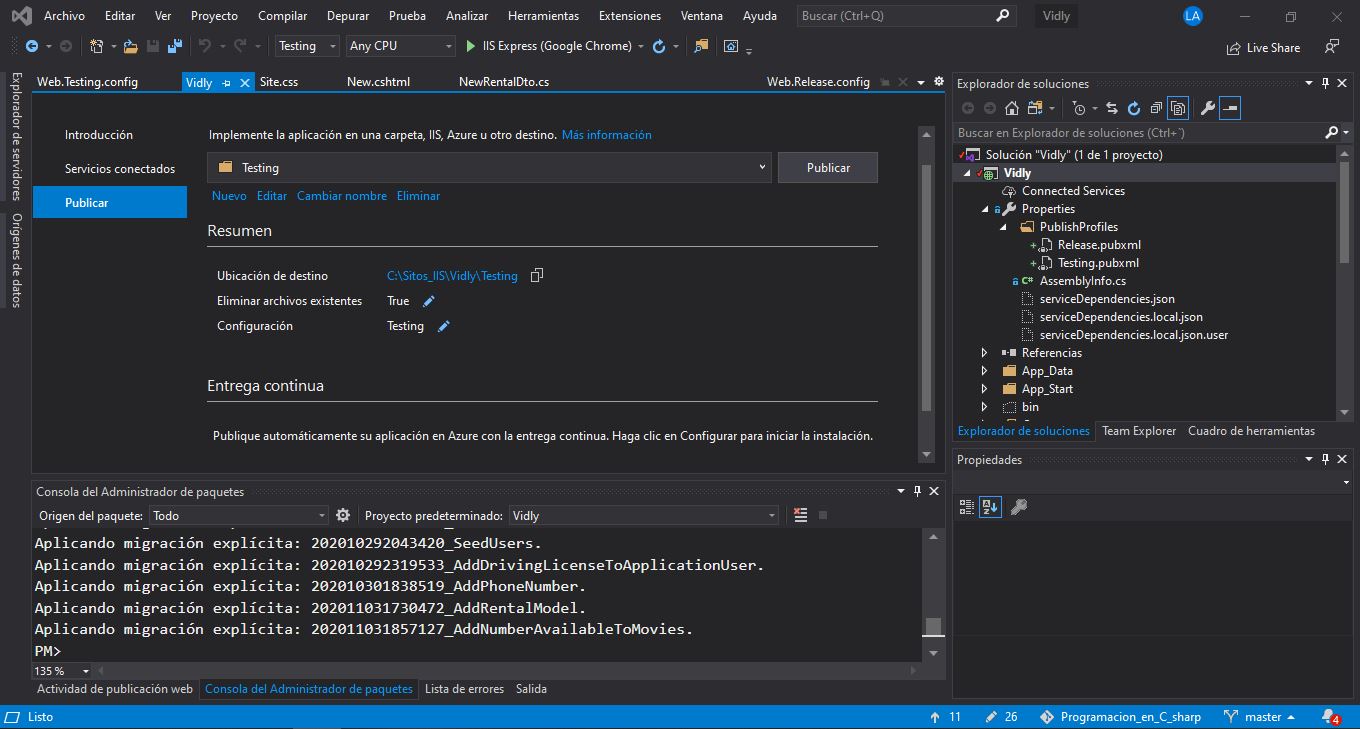 Archivo Editar Ver Proyecto Compilar Depurar Prueba Analizar Herramientas Extensiones Ventana Ayuda Buscar (Ctrl+Q) Vidly LA
Testing Any CPU IIS Express (Google Chrome) Live Share
Explorador de servidores
Orígenes de datos
Web.Testing.config Vidly Site.css New.cshtml NewRentalDto.cs Web.Release.config
Introducción
Servicios conectados
Publicar
Implemente la aplicación en una carpeta, IIS, Azure u otro destino. Más información
Testing Publicar
Nuevo Editar Cambiar nombre Eliminar
Resumen
Ubicación de destino C:\Sitos_IIS\Vidly\Testing
Eliminar archivos existentes True
Configuración Testing
Entrega continua
Publique automáticamente su aplicación en Azure con la entrega continua. Haga clic en Configurar para iniciar la instalación.
Consola del Administrador de paquetes
Origen del paquete: Todo Proyecto predeterminado: Vidly
Aplicando migración explícita: 202010292043420_SeedUsers.
Aplicando migración explícita: 202010292319533_AddDrivingLicenseToApplicationUser.
Aplicando migración explícita: 202010301838519_AddPhoneNumber.
Aplicando migración explícita: 202011031730472_AddRentalModel.
Aplicando migración explícita: 202011031857127_AddNumberAvailableToMovies.
PM>
135 %
Actividad de publicación web Consola del Administrador de paquetes Lista de errores Salida
Explorador de soluciones
Buscar en Explorador de soluciones (Ctrl+´)
Solución "Vidly" (1 de 1 proyecto)
Vidly
Connected Services
Properties
PublishProfiles
Release.pubxml
Testing.pubxml
C# AssemblyInfo.cs
serviceDependencies.json
serviceDependencies.local.json
serviceDependencies.local.json.user
Referencias
App_Data
App_Start
bin
Explorador de soluciones Team Explorer Cuadro de herramientas
Propiedades
Listo 11 26 Programacion_en_C_sharp master 4